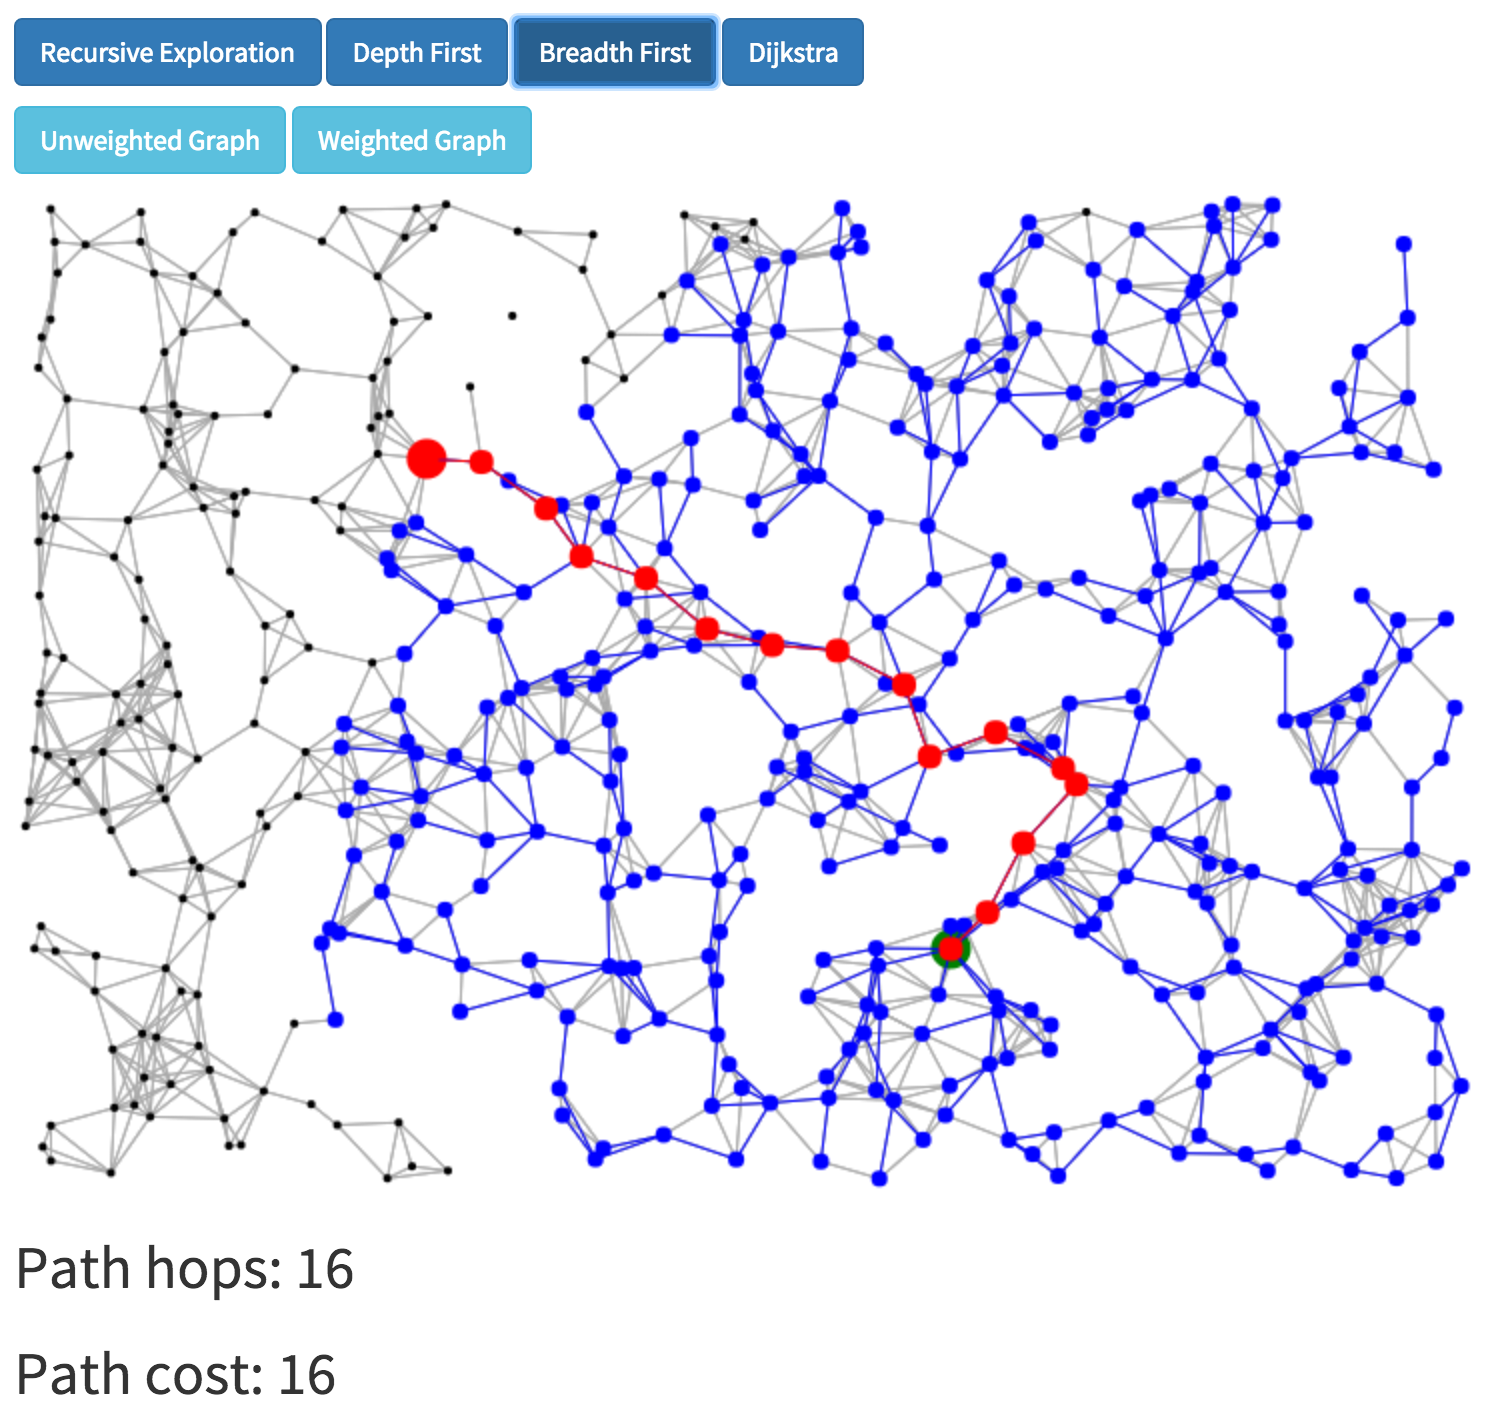 Recursive Exploration Depth First Breadth First Dijkstra
Unweighted Graph Weighted Graph
Path hops: 16
Path cost: 16